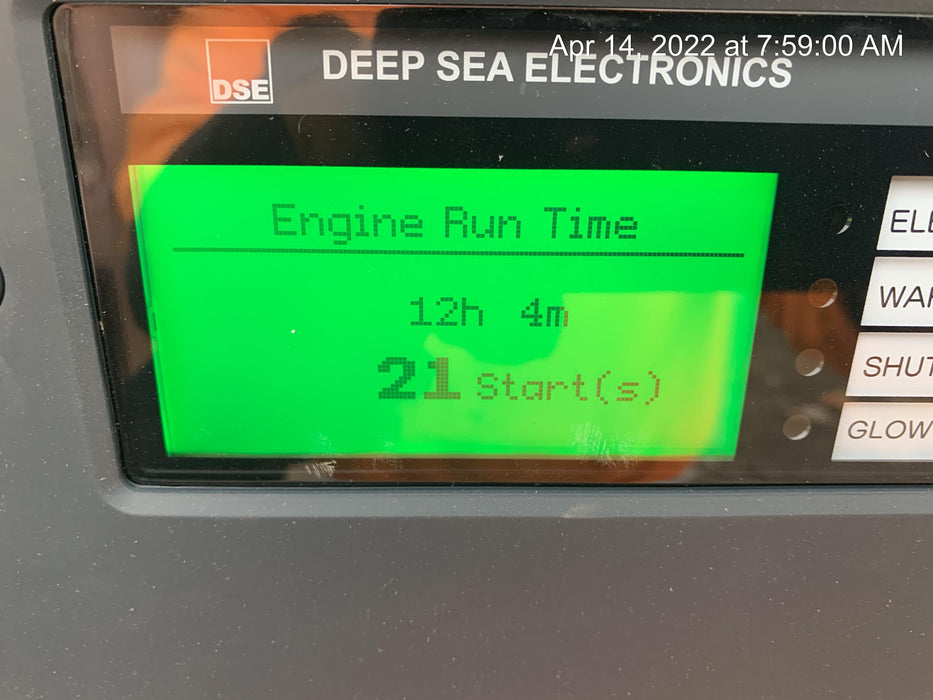 Apr 14, 2022 at 7:59:00 AM
DSE
DEEP SEA ELECTRONICS
Engine Run Time
12h 4m
21 Start(s)
SHUT
GLOW